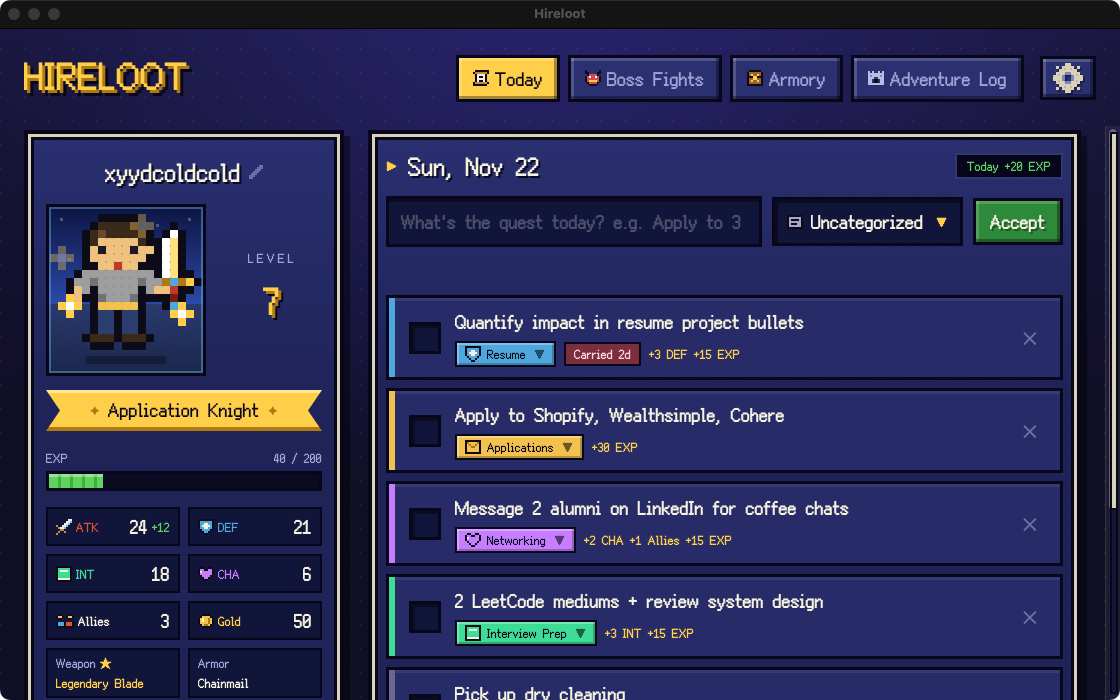 Hireloot
HIRELOOT
Today
Boss Fights
Armory
Adventure Log
xyydcoldcold
LEVEL
7
Application Knight
EXP 40 / 200
ATK 24 +12
DEF 21
INT 18
CHA 6
Allies 3
Gold 50
Weapon
Legendary Blade
Armor
Chainmail
Sun, Nov 22
Today +20 EXP
What's the quest today? e.g. Apply to 3
Uncategorized
Accept
Quantify impact in resume project bullets
Resume Carried 2d +3 DEF +15 EXP
Apply to Shopify, Wealthsimple, Cohere
Applications +30 EXP
Message 2 alumni on LinkedIn for coffee chats
Networking +2 CHA +1 Allies +15 EXP
2 LeetCode mediums + review system design
Interview Prep +3 INT +15 EXP
Pick up dry cleaning